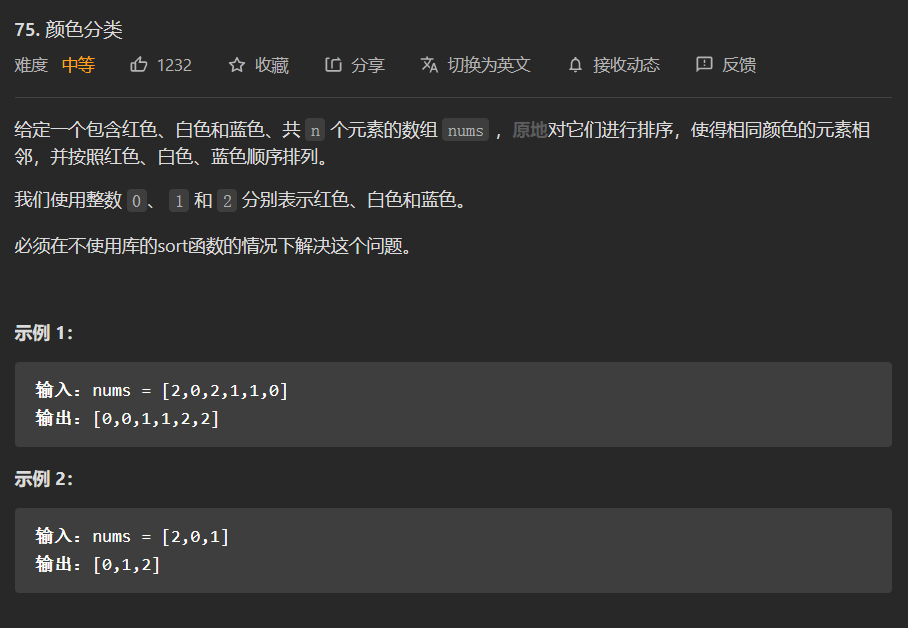 75. 颜色分类
难度 中等 1232 收藏 分享 切换为英文 接收动态 反馈
给定一个包含红色、白色和蓝色、共 n 个元素的数组 nums ，原地对它们进行排序，使得相同颜色的元素相
邻，并按照红色、白色、蓝色顺序排列。
我们使用整数 0、 1 和 2 分别表示红色、白色和蓝色。
必须在不使用库的sort函数的情况下解决这个问题。
示例 1：
输入：nums = [2,0,2,1,1,0]
输出：[0,0,1,1,2,2]
示例 2：
输入：nums = [2,0,1]
输出：[0,1,2]